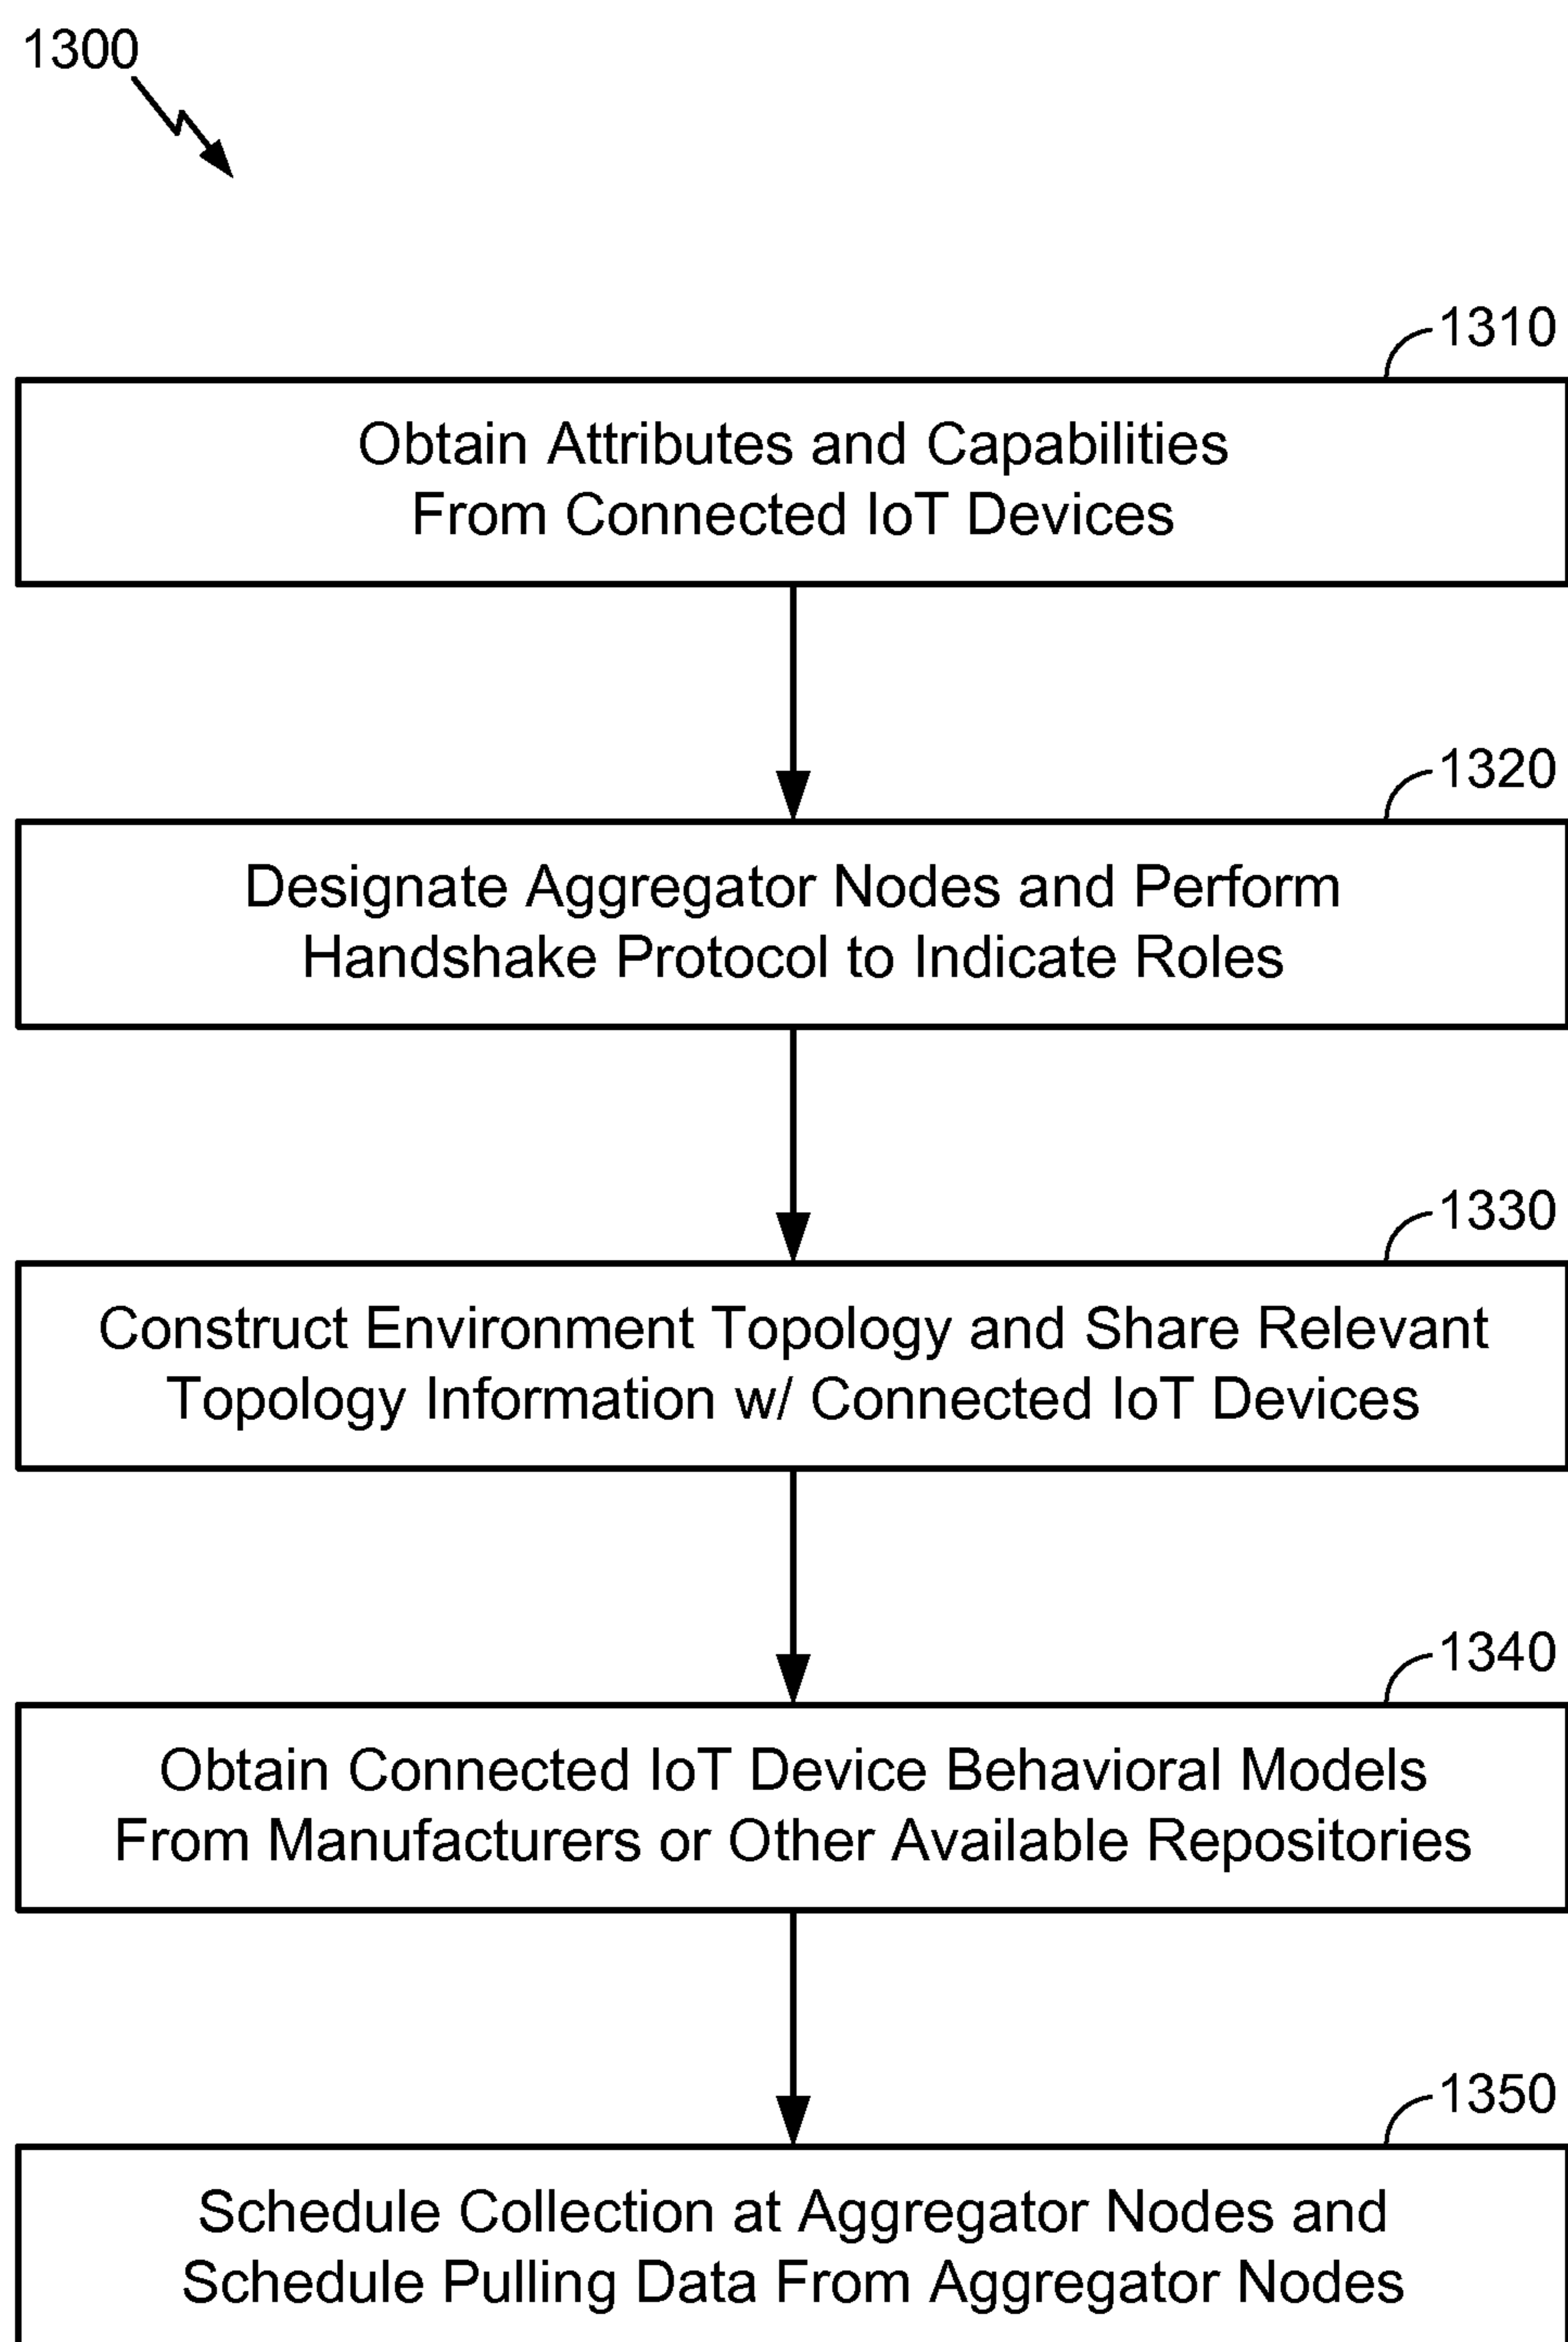 1300
1310
Obtain Attributes and Capabilities
From Connected IoT Devices
1320
Designate Aggregator Nodes and Perform
Handshake Protocol to Indicate Roles
1330
Construct Environment Topology and Share Relevant
Topology Information w/ Connected IoT Devices
1340
Obtain Connected IoT Device Behavioral Models
From Manufacturers or Other Available Repositories
1350
Schedule Collection at Aggregator Nodes and
Schedule Pulling Data From Aggregator Nodes